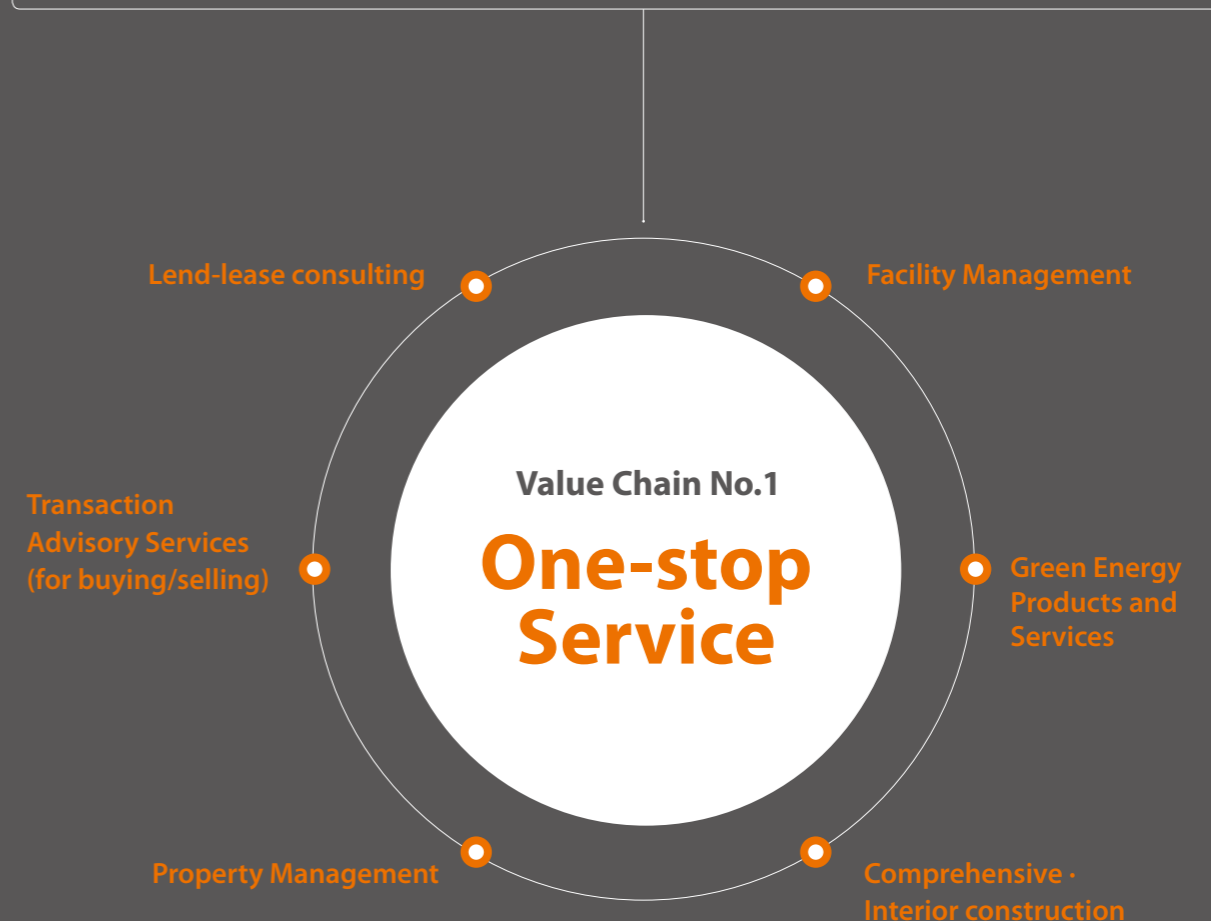 Lend-lease consulting
Facility Management
Value Chain No.1
One-stop
Service
Transaction
Advisory Services
(for buying/selling)
Green Energy
Products and
Services
Property Management
Comprehensive ·
Interior construction